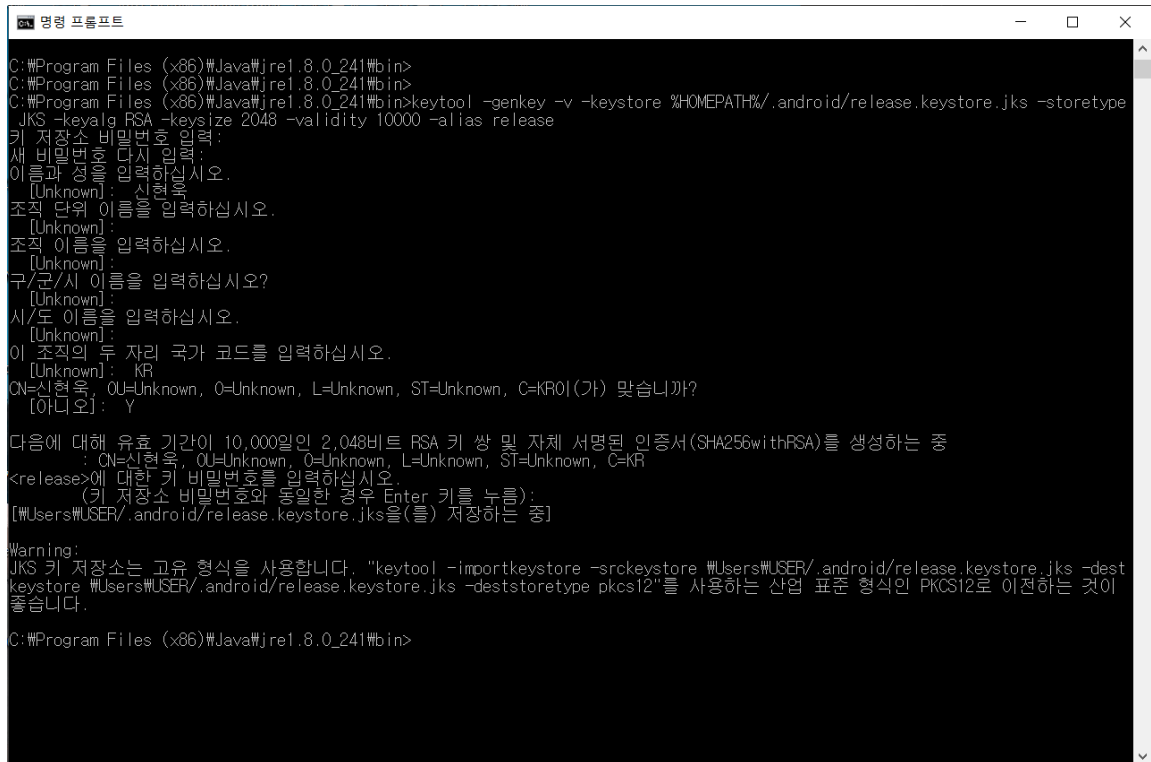 명령 프롬프트
C:₩Program Files (x86)₩Java₩jre1.8.0_241₩bin>
C:₩Program Files (x86)₩Java₩jre1.8.0_241₩bin>
C:₩Program Files (x86)₩Java₩jre1.8.0_241₩bin>keytool -genkey -v -keystore %HOMEPATH%/.android/release.keystore.jks -storetype
JKS -keyalg RSA -keysize 2048 -validity 10000 -alias release
키 저장소 비밀번호 입력:
새 비밀번호 다시 입력:
이름과 성을 입력하십시오.
[Unknown]: 신현욱
조직 단위 이름을 입력하십시오.
[Unknown]:
조직 이름을 입력하십시오.
[Unknown]:
구/군/시 이름을 입력하십시오?
[Unknown]:
시/도 이름을 입력하십시오.
[Unknown]:
이 조직의 두 자리 국가 코드를 입력하십시오.
[Unknown]: KR
CN=신현욱, OU=Unknown, O=Unknown, L=Unknown, ST=Unknown, C=KR이(가) 맞습니까?
[아니오]: Y
다음에 대해 유효 기간이 10,000일인 2,048비트 RSA 키 쌍 및 자체 서명된 인증서(SHA256withRSA)를 생성하는 중
: CN=신현욱, OU=Unknown, O=Unknown, L=Unknown, ST=Unknown, C=KR
<release>에 대한 키 비밀번호를 입력하십시오.
(키 저장소 비밀번호와 동일한 경우 Enter 키를 누름):
[₩Users₩USER/.android/release.keystore.jks을(를) 저장하는 중]
Warning:
JKS 키 저장소는 고유 형식을 사용합니다. "keytool -importkeystore -srckeystore ₩Users₩USER/.android/release.keystore.jks -dest
keystore ₩Users₩USER/.android/release.keystore.jks -deststoretype pkcs12"를 사용하는 산업 표준 형식인 PKCS12로 이전하는 것이
좋습니다.
C:₩Program Files (x86)₩Java₩jre1.8.0_241₩bin>